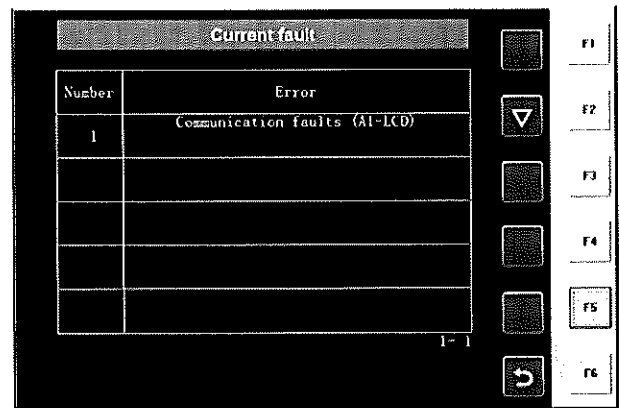 Current fault
Number Error
1 Communication faults (A1-LCD)
1- 1
F1
F2
F3
F4
F5
F6